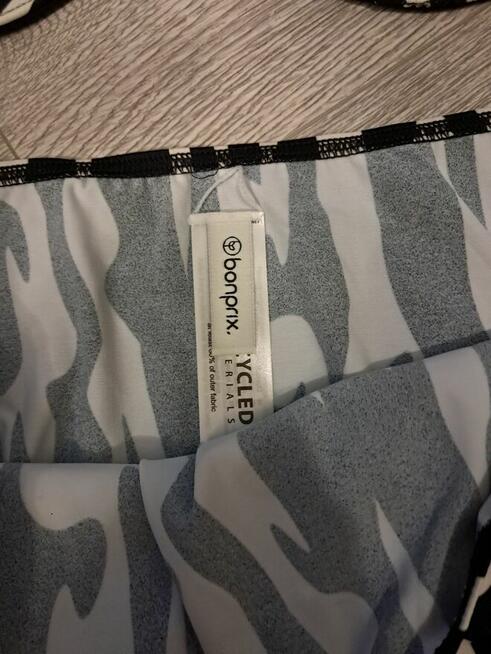 bonprix.
YCLED
ERIALS
% of outer fabric